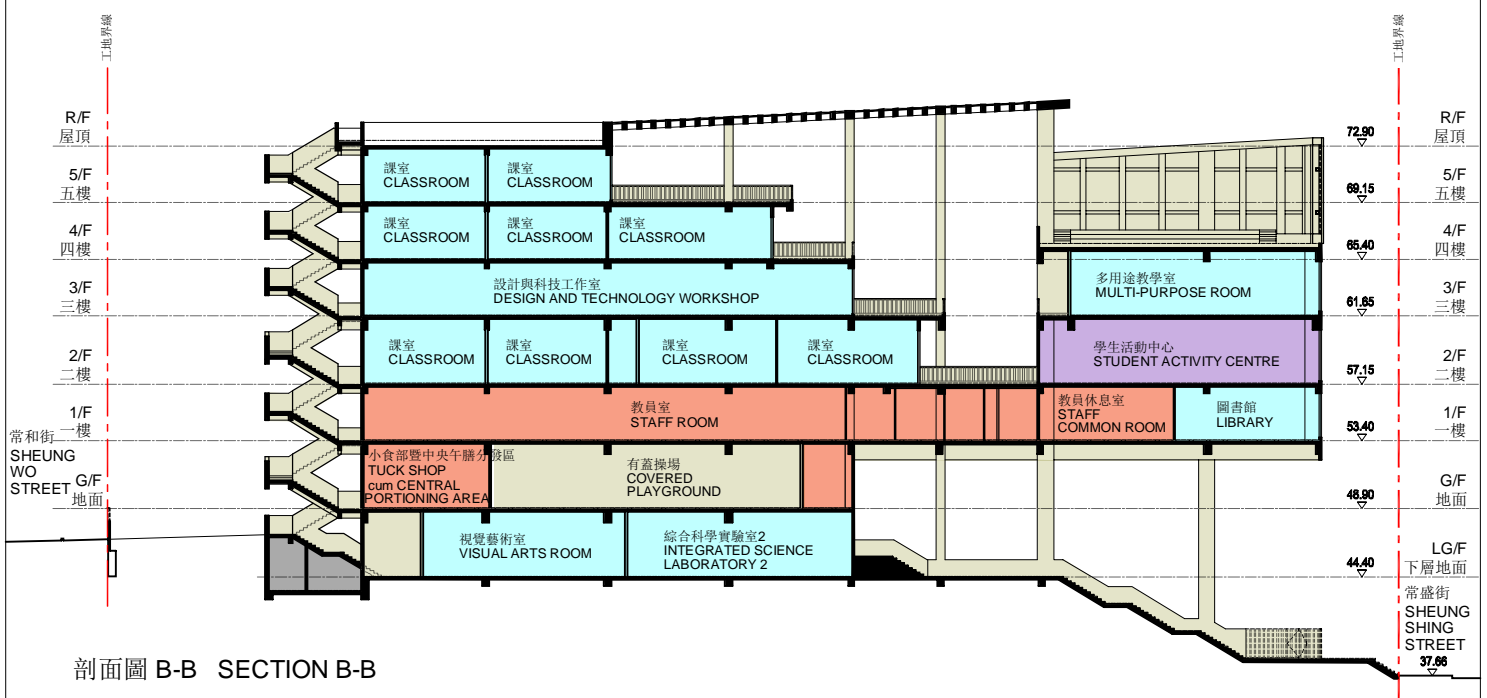 工地界線
工地界線
R/F
屋頂
72.90
R/F
屋頂
課室
CLASSROOM
課室
CLASSROOM
5/F
五樓
69.15
5/F
五樓
課室
CLASSROOM
課室
CLASSROOM
課室
CLASSROOM
4/F
四樓
65.40
4/F
四樓
設計與科技工作室
DESIGN AND TECHNOLOGY WORKSHOP
多用途教學室
MULTI-PURPOSE ROOM
3/F
三樓
61.65
3/F
三樓
課室
CLASSROOM
課室
CLASSROOM
課室
CLASSROOM
課室
CLASSROOM
學生活動中心
STUDENT ACTIVITY CENTRE
2/F
二樓
57.15
2/F
二樓
教員室
STAFF ROOM
教員休息室
STAFF
COMMON ROOM
圖書館
LIBRARY
1/F
一樓
53.40
1/F
一樓
常和街
SHEUNG
WO
STREET
小食部暨中央午膳分發區
TUCK SHOP
cum CENTRAL
PORTIONING AREA
有蓋操場
COVERED
PLAYGROUND
G/F
地面
48.90
G/F
地面
視覺藝術室
VISUAL ARTS ROOM
綜合科學實驗室2
INTEGRATED SCIENCE
LABORATORY 2
44.40
LG/F
下層地面
常盛街
SHEUNG
SHING
STREET
37.66
剖面圖 B-B SECTION B-B